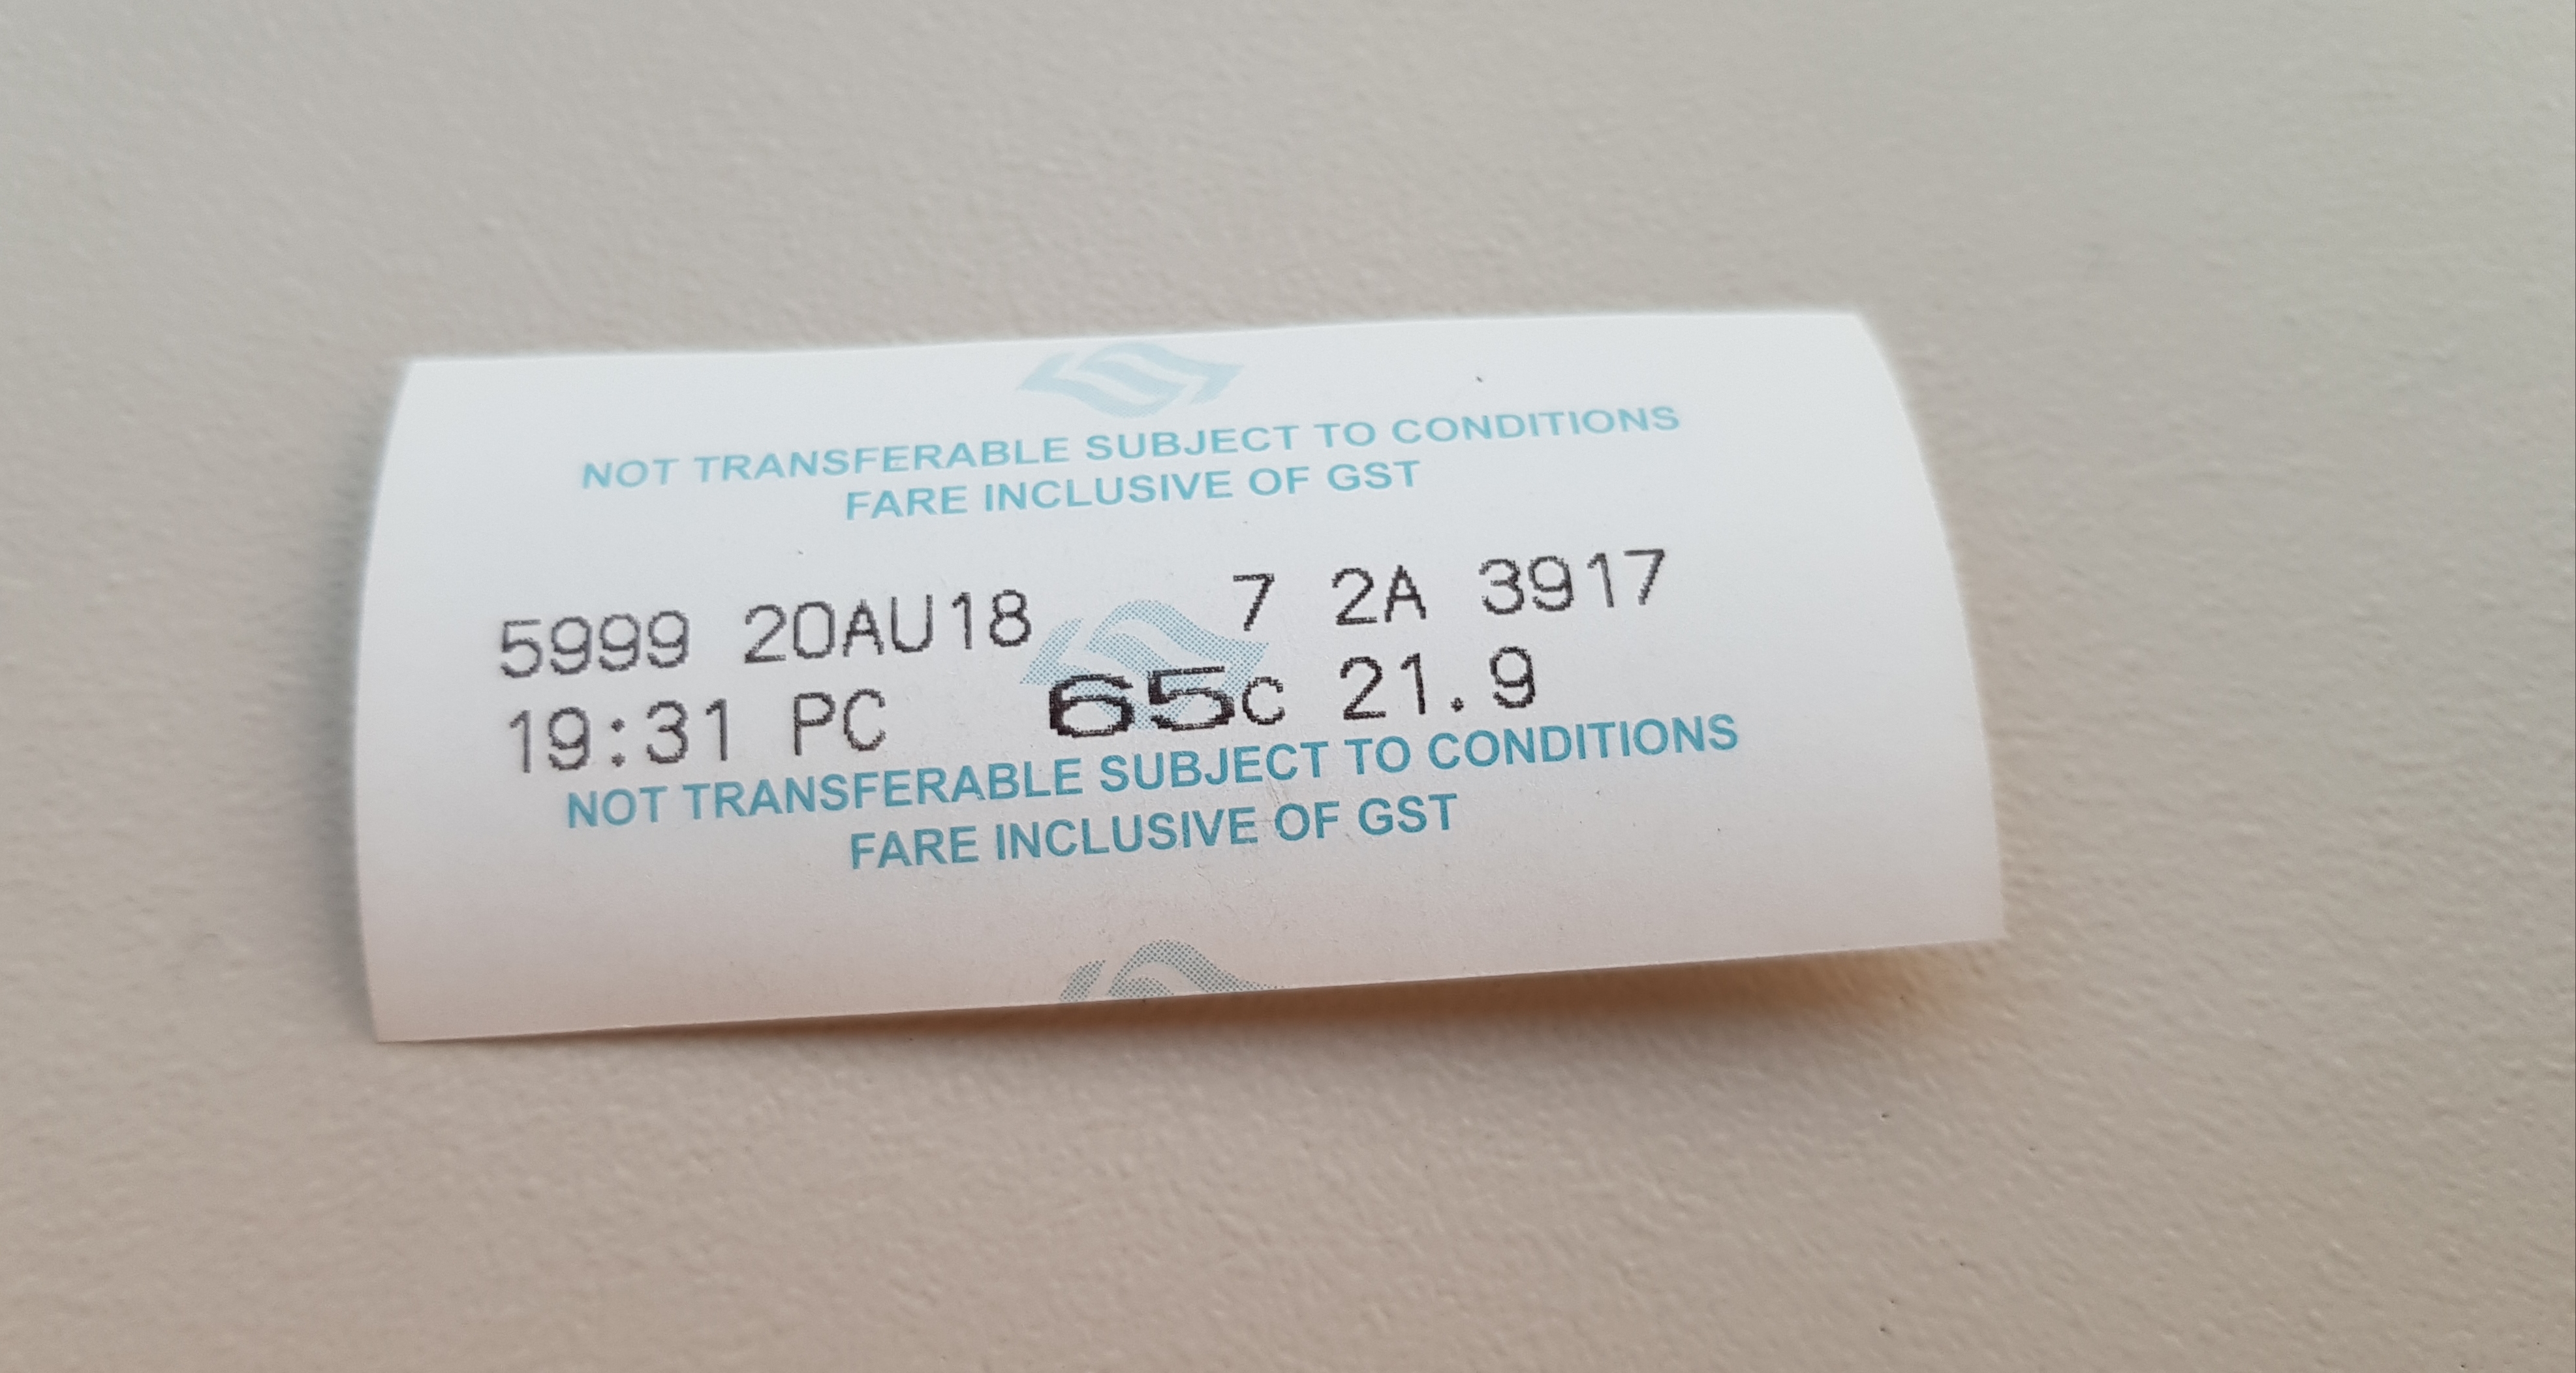 NOT TRANSFERABLE SUBJECT TO CONDITIONS
FARE INCLUSIVE OF GST
5999 20AU18 7 2A 3917
19:31 PC 65c 21.9
NOT TRANSFERABLE SUBJECT TO CONDITIONS
FARE INCLUSIVE OF GST